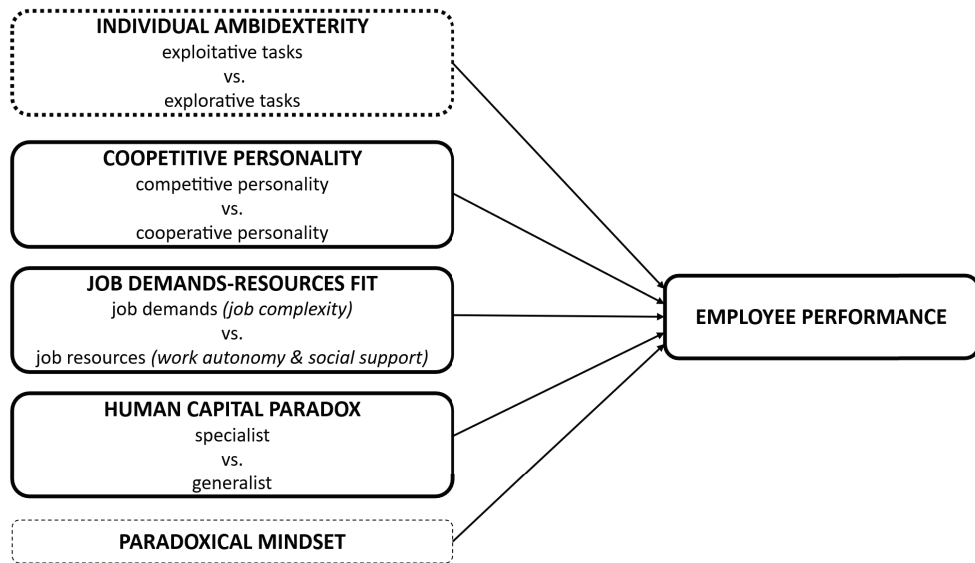 INDIVIDUAL AMBIDEXTERITY
exploitative tasks
vs.
explorative tasks
COOPETITIVE PERSONALITY
competitive personality
vs.
cooperative personality
JOB DEMANDS-RESOURCES FIT
job demands (job complexity)
vs.
job resources (work autonomy & social support)
HUMAN CAPITAL PARADOX
specialist
vs.
generalist
PARADOXICAL MINDSET
EMPLOYEE PERFORMANCE